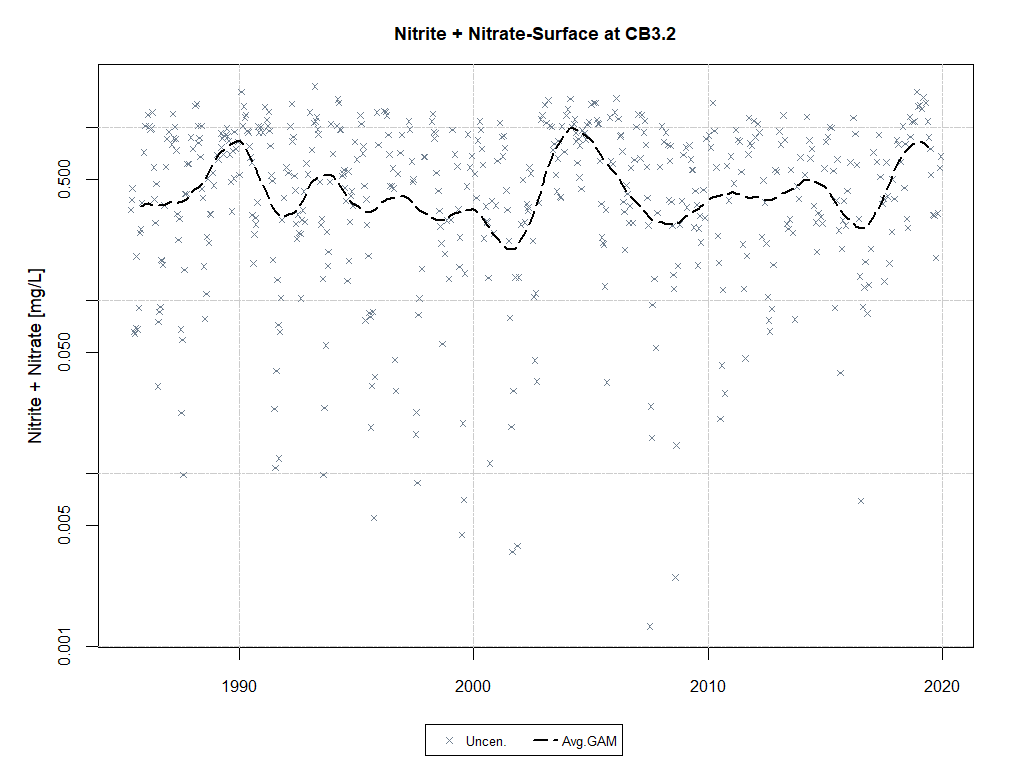 Nitrite + Nitrate-Surface at CB3.2
Nitrite + Nitrate [mg/L]
0.500
0.050
0.005
0.001
1990
2000
2010
2020
Uncen.
Avg.GAM